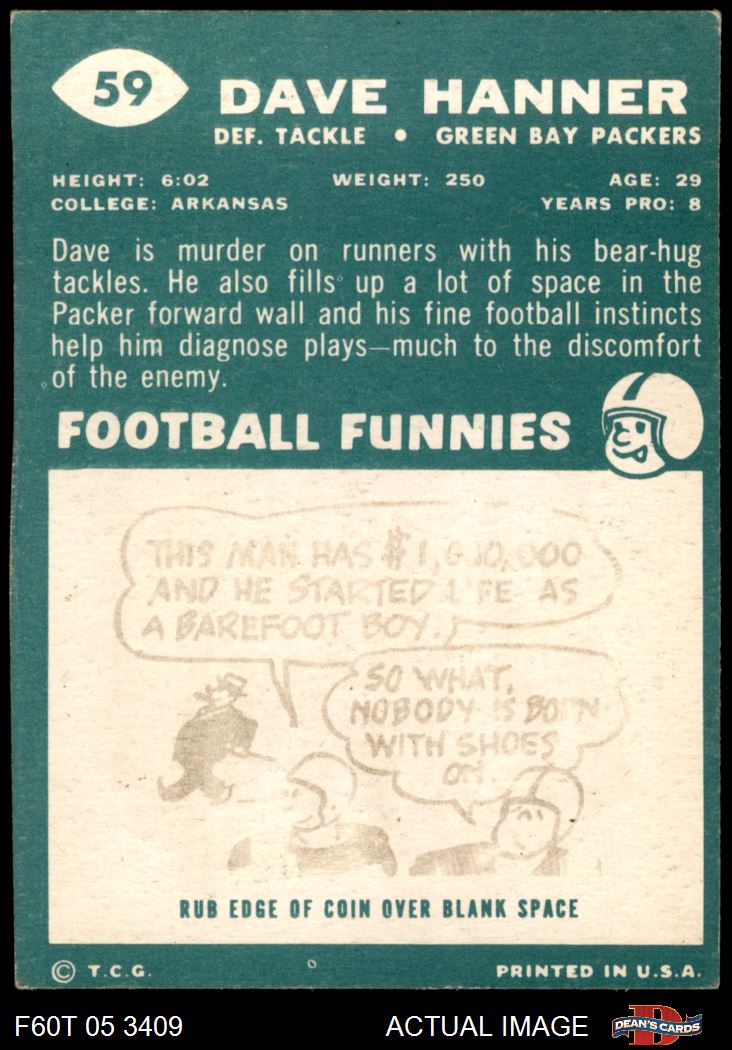 59
DAVE HANNER
DEF. TACKLE • GREEN BAY PACKERS
HEIGHT: 6:02 WEIGHT: 250 AGE: 29
COLLEGE: ARKANSAS YEARS PRO: 8
Dave is murder on runners with his bear-hug
tackles. He also fills up a lot of space in the
Packer forward wall and his fine football instincts
help him diagnose plays—much to the discomfort
of the enemy.
FOOTBALL FUNNIES
THIS MAN HAS $1,000,000
AND HE STARTED LIFE AS
A BAREFOOT BOY.
SO WHAT,
NOBODY IS BORN
WITH SHOES
ON.
RUB EDGE OF COIN OVER BLANK SPACE
© T.C.G. PRINTED IN U.S.A.
F60T 05 3409 ACTUAL IMAGE
DEAN'S CARDS